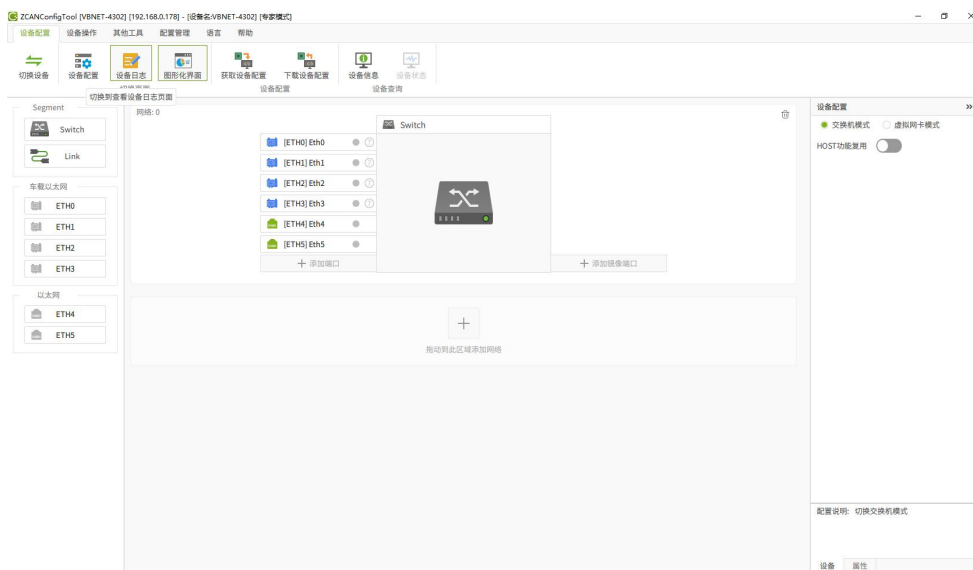 ZCANConfigTool [VBNET-4302] [192.168.0.178] - [设备名:VBNET-4302] [专家模式]
设备配置 设备操作 其他工具 配置管理 语言 帮助
切换设备 设备配置 设备日志 图形化界面 获取设备配置 下载设备配置 设备信息 设备状态
切换页面 设备配置 设备查询
切换到查看设备日志页面
Segment
Switch
Link
车载以太网
ETH0
ETH1
ETH2
ETH3
以太网
ETH4
ETH5
网络: 0
Switch
[ETH0] Eth0
[ETH1] Eth1
[ETH2] Eth2
[ETH3] Eth3
[ETH4] Eth4
[ETH5] Eth5
+ 添加端口
+ 添加镜像端口
拖动到此区域添加网络
设备配置 »
交换机模式 虚拟网卡模式
HOST功能复用
配置说明: 切换交换机模式
设备 属性